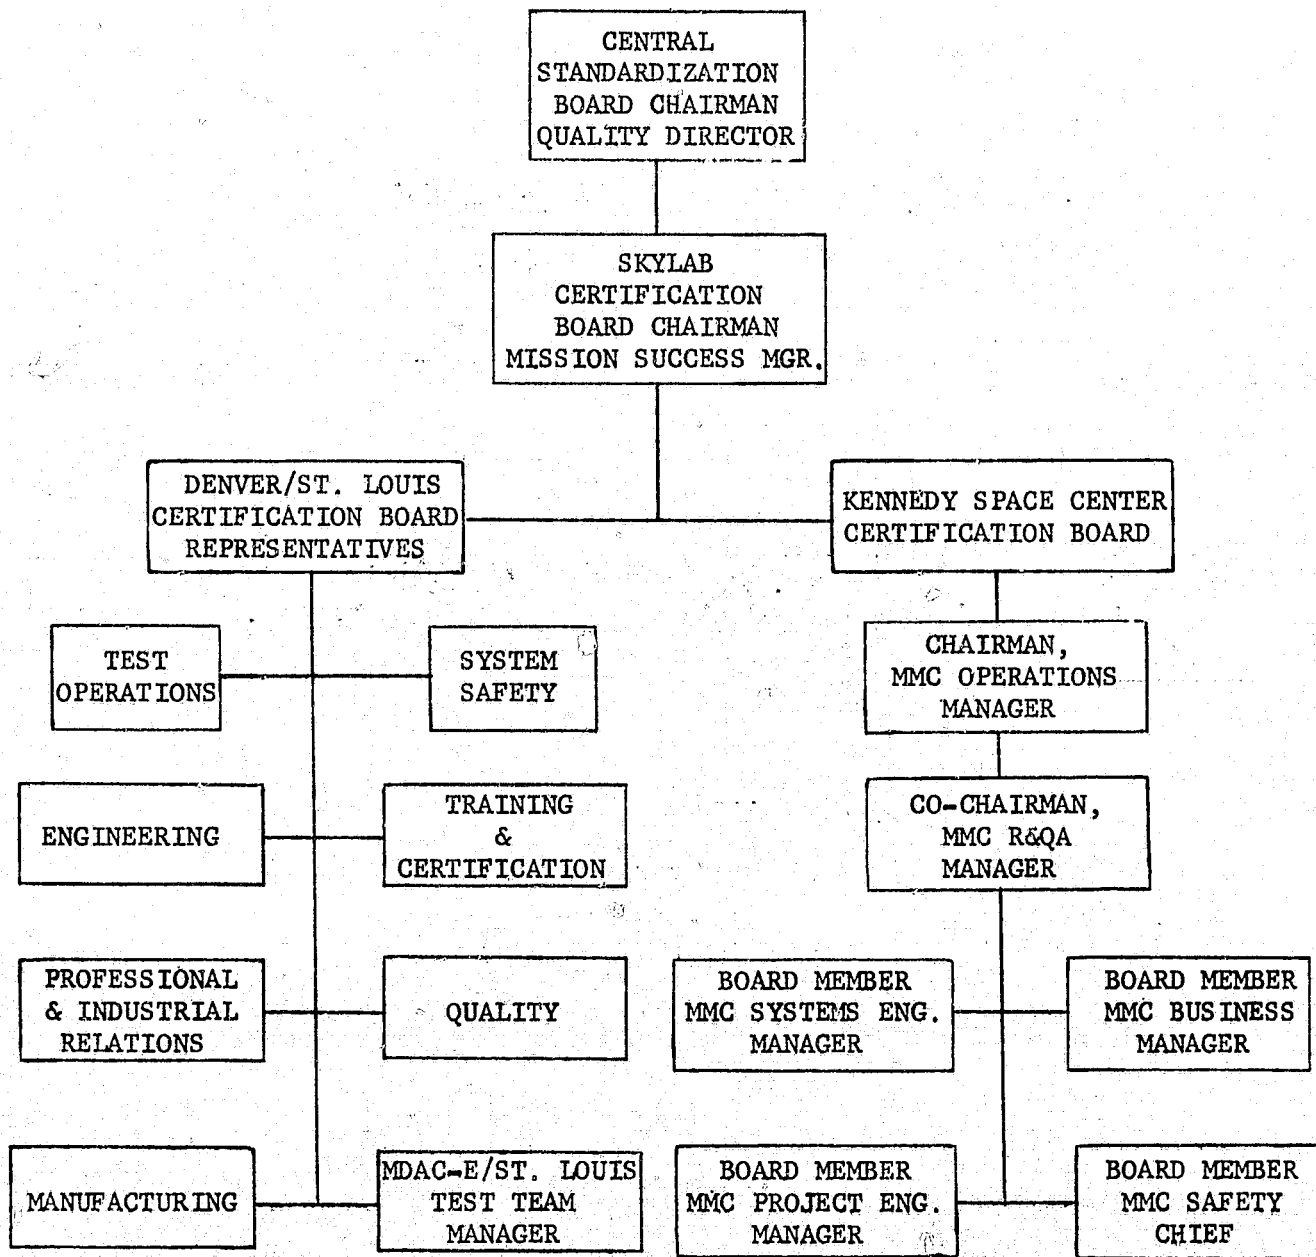 CENTRAL
STANDARDIZATION
BOARD CHAIRMAN
QUALITY DIRECTOR
SKYLAB
CERTIFICATION
BOARD CHAIRMAN
MISSION SUCCESS MGR.
DENVER/ST. LOUIS
CERTIFICATION BOARD
REPRESENTATIVES
KENNEDY SPACE CENTER
CERTIFICATION BOARD
TEST
OPERATIONS
SYSTEM
SAFETY
CHAIRMAN,
MMC OPERATIONS
MANAGER
ENGINEERING
TRAINING
&
CERTIFICATION
CO-CHAIRMAN,
MMC R&QA
MANAGER
PROFESSIONAL
& INDUSTRIAL
RELATIONS
QUALITY
BOARD MEMBER
MMC SYSTEMS ENG.
MANAGER
BOARD MEMBER
MMC BUSINESS
MANAGER
MANUFACTURING
MDAC-E/ST. LOUIS
TEST TEAM
MANAGER
BOARD MEMBER
MMC PROJECT ENG.
MANAGER
BOARD MEMBER
MMC SAFETY
CHIEF